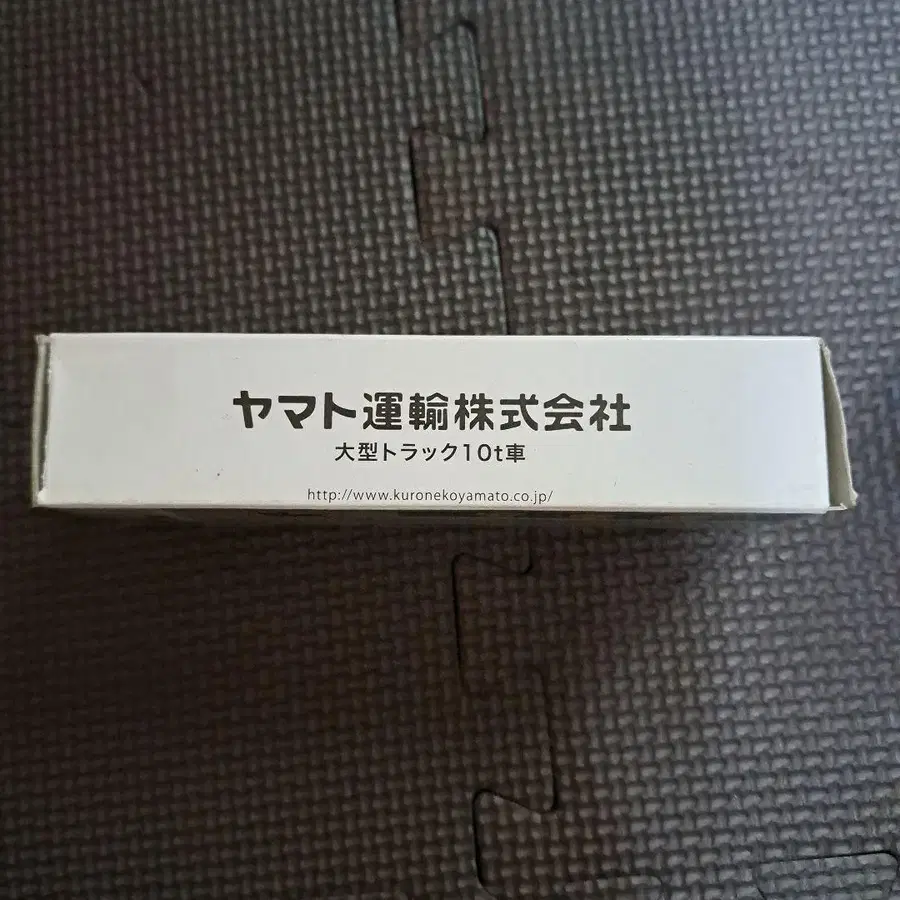 ヤマト運輸株式会社
大型トラック10t車
http://www.kuronekoyamato.co.jp/